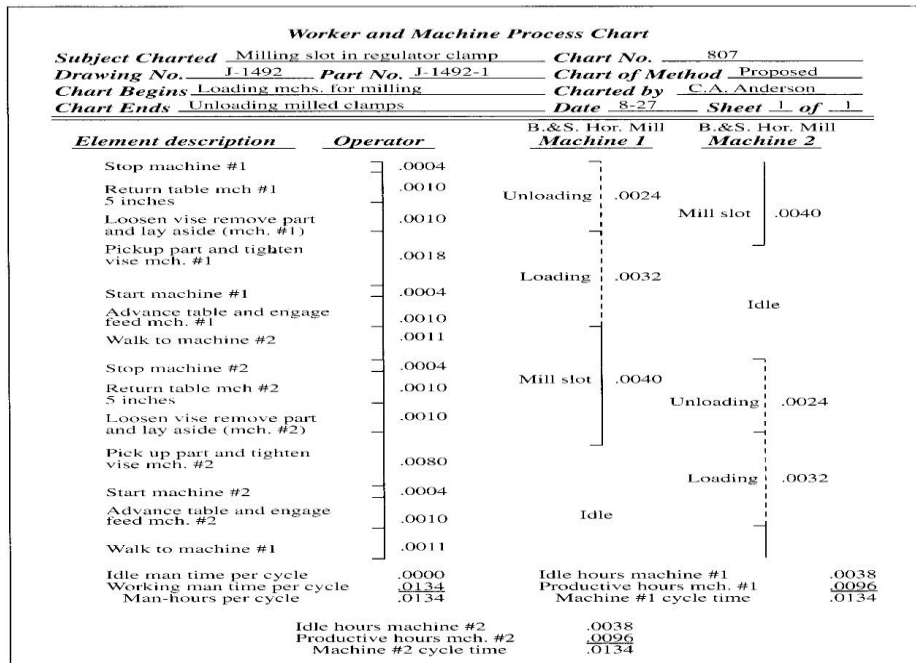 Worker and Machine Process Chart
Subject Charted Milling slot in regulator clamp Chart No. 807
Drawing No. J-1492 Part No. J-1492-1 Chart of Method Proposed
Chart Begins Loading mchs. for milling Charted by C.A. Anderson
Chart Ends Unloading milled clamps Date 8-27 Sheet 1 of 1
B.&S. Hor. Mill B.&S. Hor. Mill
Element description Operator Machine 1 Machine 2
Stop machine #1 .0004
Return table mch #1 .0010
5 inches
Unloading .0024
Mill slot .0040
Loosen vise remove part .0010
and lay aside (mch. #1)
Pickup part and tighten .0018
vise mch. #1
Loading .0032
Start machine #1 .0004
Idle
Advance table and engage .0010
feed mch. #1
Walk to machine #2 .0011
Stop machine #2 .0004
Mill slot .0040
Return table mch #2 .0010
5 inches
Unloading .0024
Loosen vise remove part .0010
and lay aside (mch. #2)
Pick up part and tighten .0080
vise mch. #2
Loading .0032
Start machine #2 .0004
Advance table and engage .0010
feed mch. #2
Idle
Walk to machine #1 .0011
Idle man time per cycle .0000 Idle hours machine #1 .0038
Working man time per cycle .0134 Productive hours mch. #1 .0096
Man-hours per cycle .0134 Machine #1 cycle time .0134
Idle hours machine #2 .0038
Productive hours mch. #2 .0096
Machine #2 cycle time .0134